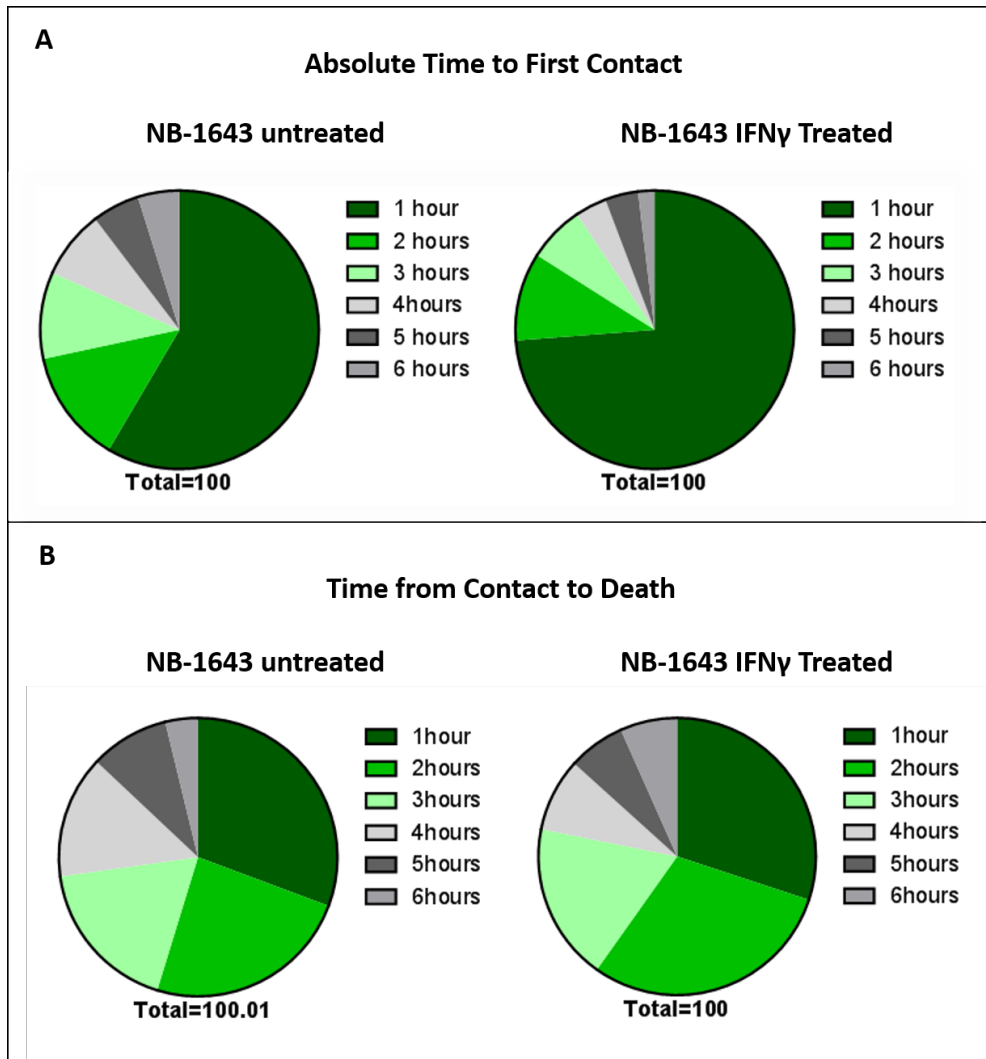 A
Absolute Time to First Contact
NB-1643 untreated
NB-1643 IFNγ Treated
1 hour
2 hours
3 hours
4hours
5 hours
6 hours
Total=100
1 hour
2 hours
3 hours
4hours
5 hours
6 hours
Total=100
B
Time from Contact to Death
NB-1643 untreated
NB-1643 IFNγ Treated
1hour
2hours
3hours
4hours
5hours
6hours
Total=100.01
1hour
2hours
3hours
4hours
5hours
6hours
Total=100